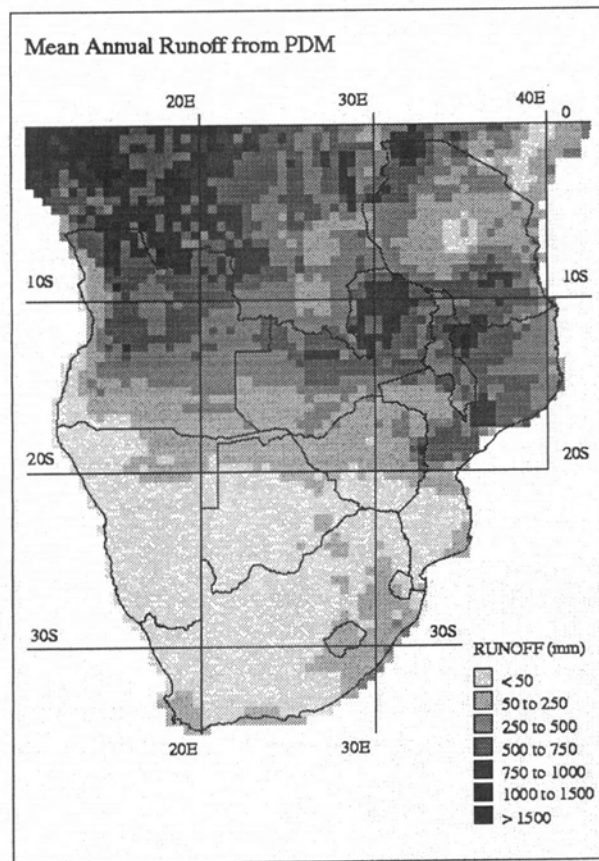 Mean Annual Runoff from PDM
20E 30E 40E
0
10S 10S
20S 20S
30S 30S
20E 30E
RUNOFF (mm)
< 50
50 to 250
250 to 500
500 to 750
750 to 1000
1000 to 1500
> 1500